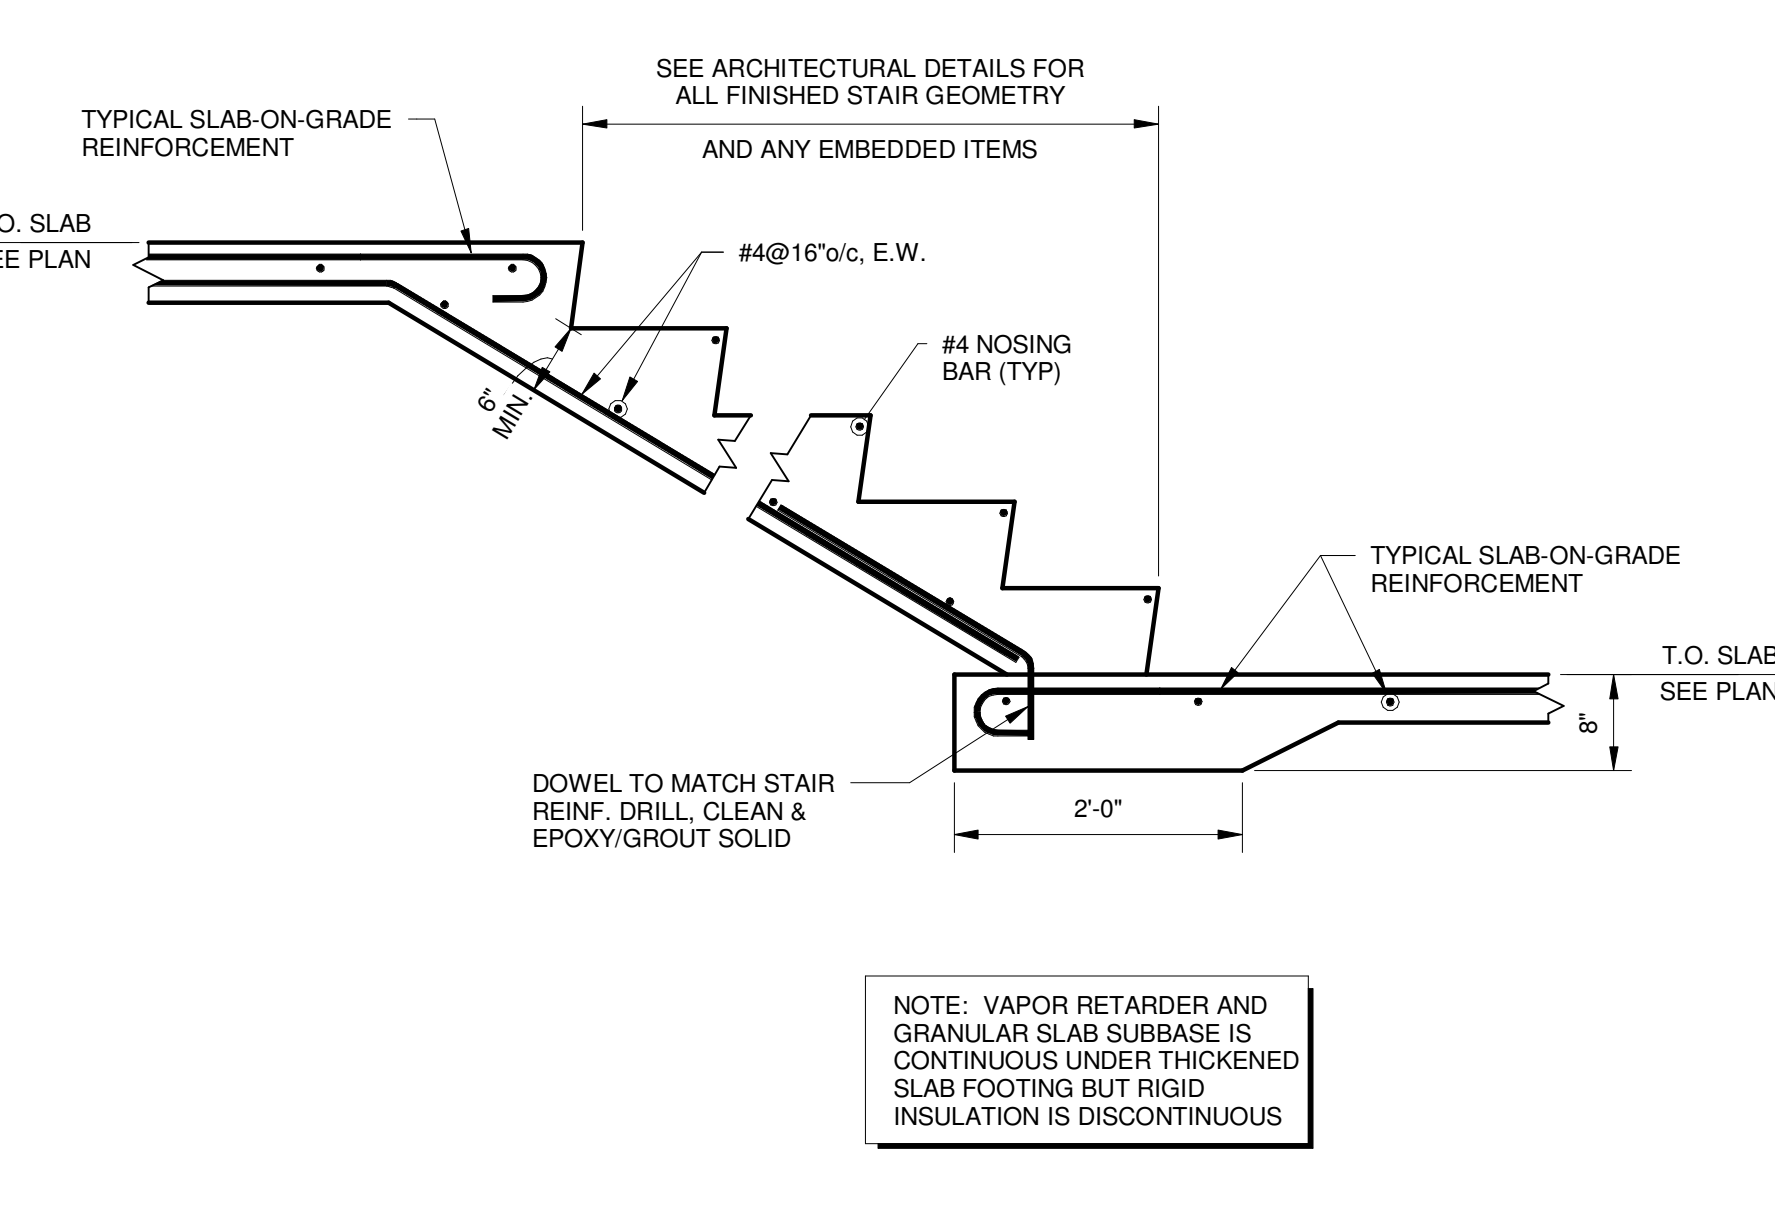 SEE ARCHITECTURAL DETAILS FOR
ALL FINISHED STAIR GEOMETRY
AND ANY EMBEDDED ITEMS
TYPICAL SLAB-ON-GRADE
REINFORCEMENT
O. SLAB
EE PLAN
#4@16"o/c, E.W.
#4 NOSING
BAR (TYP)
6"
MIN.
TYPICAL SLAB-ON-GRADE
REINFORCEMENT
T.O. SLAB
SEE PLAN
8"
DOWEL TO MATCH STAIR
REINF. DRILL, CLEAN &
EPOXY/GROUT SOLID
2'-0"
NOTE: VAPOR RETARDER AND
GRANULAR SLAB SUBBASE IS
CONTINUOUS UNDER THICKENED
SLAB FOOTING BUT RIGID
INSULATION IS DISCONTINUOUS